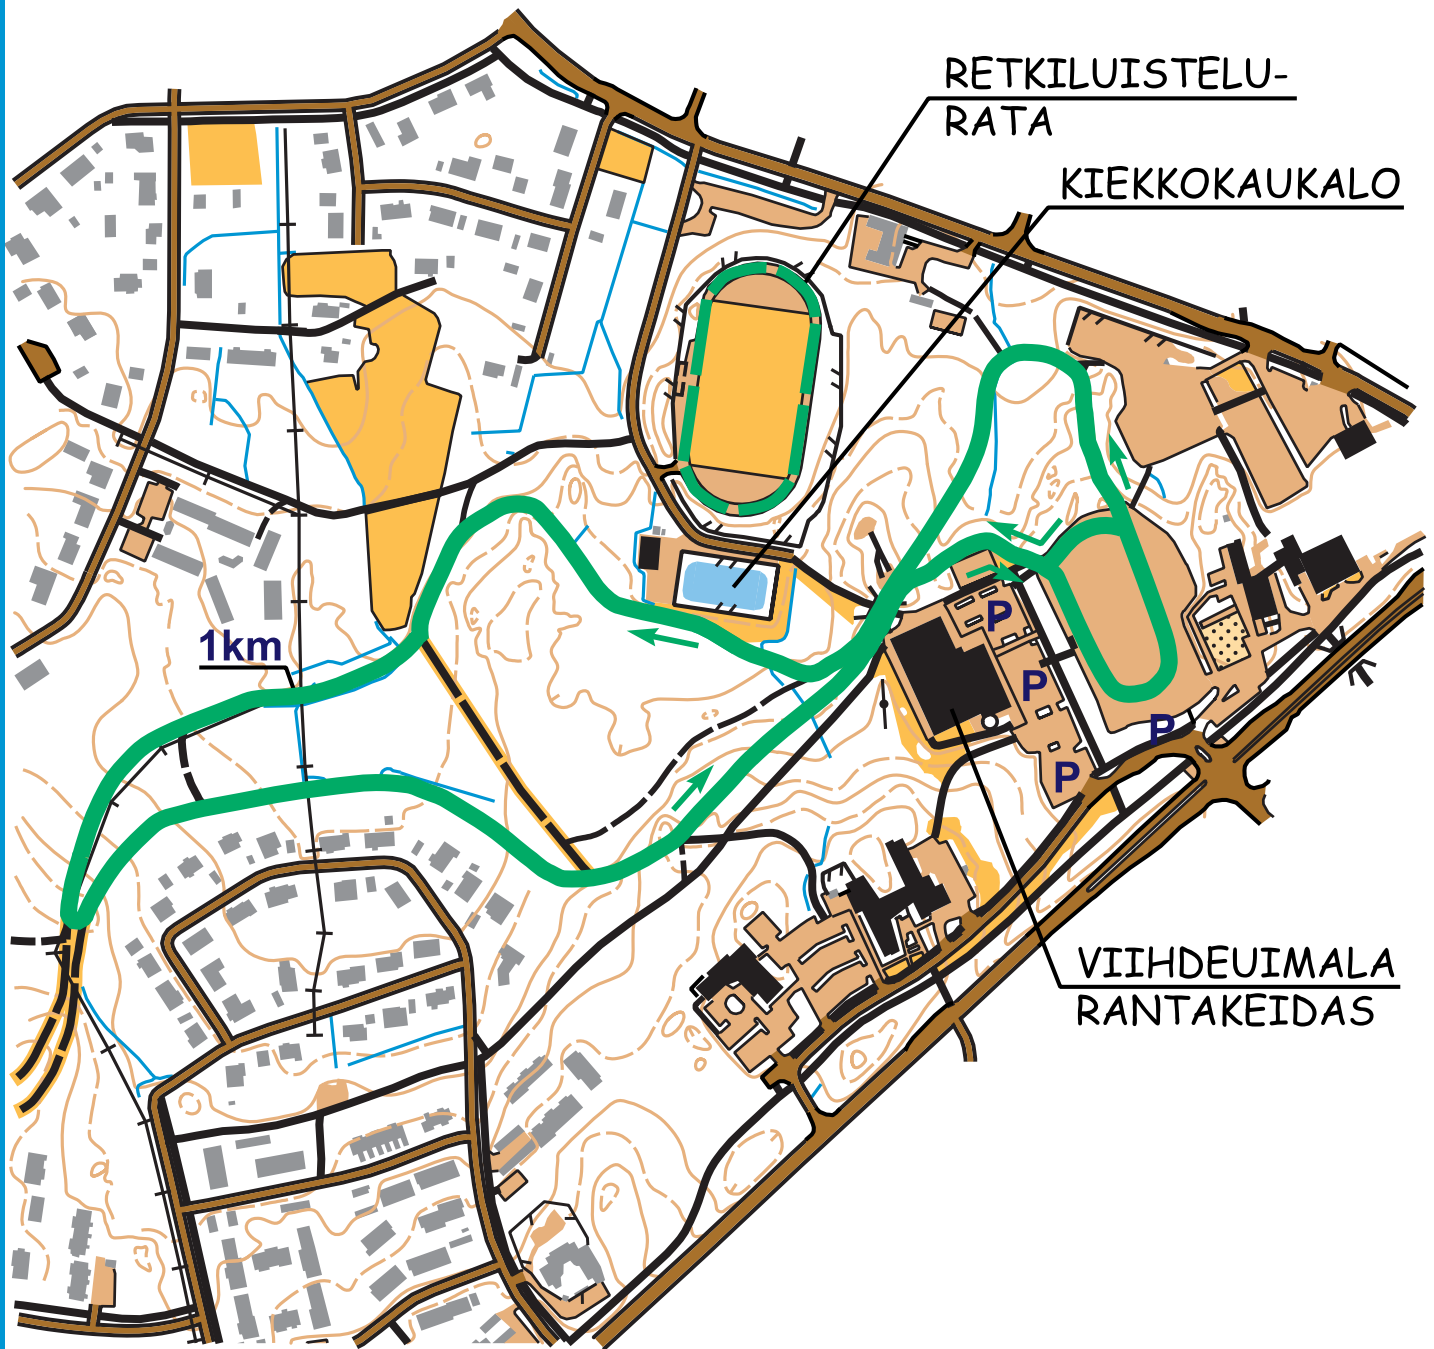 RETKILUISTELU-
RATA
KIEKKOKAUKALO
P
1km
P
P
P
VIIHDEUIMALA
RANTAKEIDAS